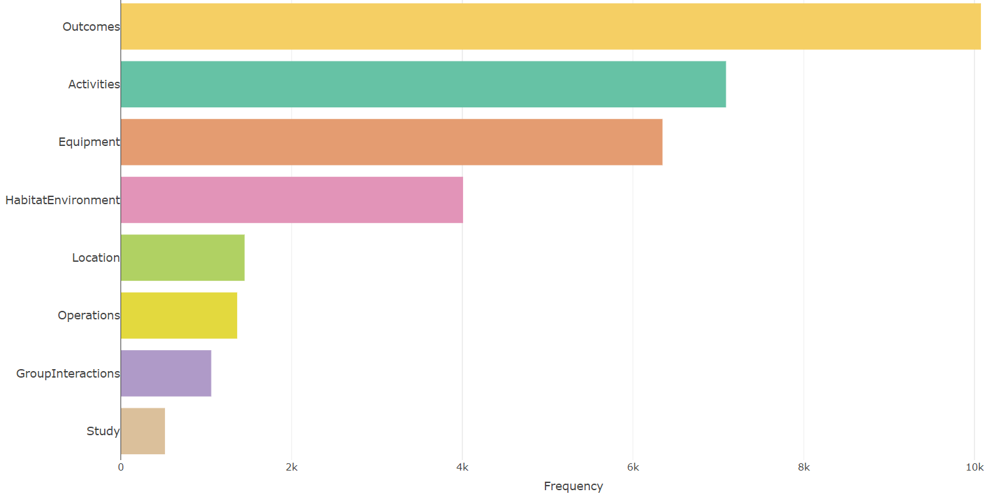 Outcomes
Activities
Equipment
HabitatEnvironment
Location
Operations
GroupInteractions
Study
0 2k 4k 6k 8k 10k
Frequency